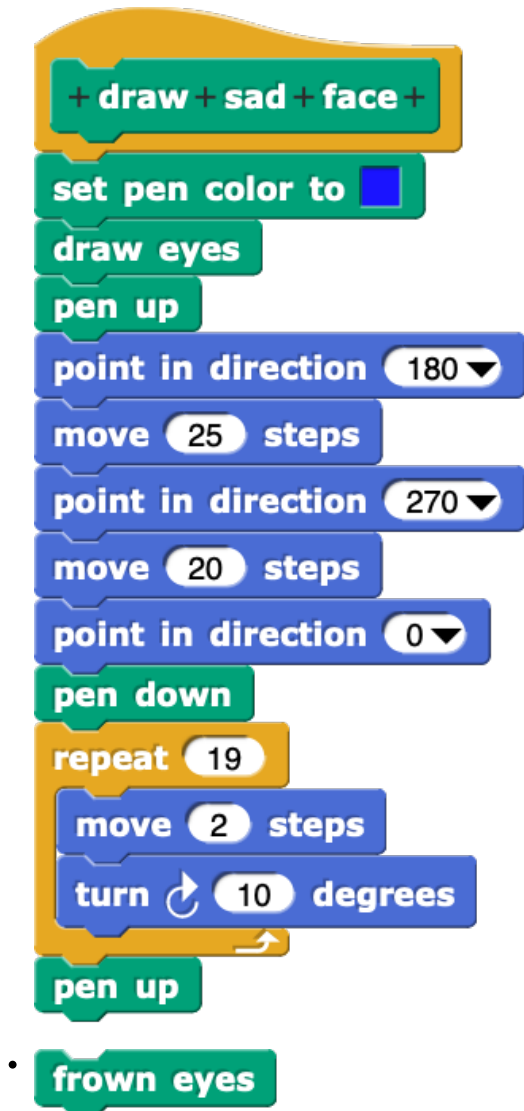 + draw + sad + face +
set pen color to
draw eyes
pen up
point in direction 180
move 25 steps
point in direction 270
move 20 steps
point in direction 0
pen down
repeat 19
move 2 steps
turn 10 degrees
pen up
frown eyes